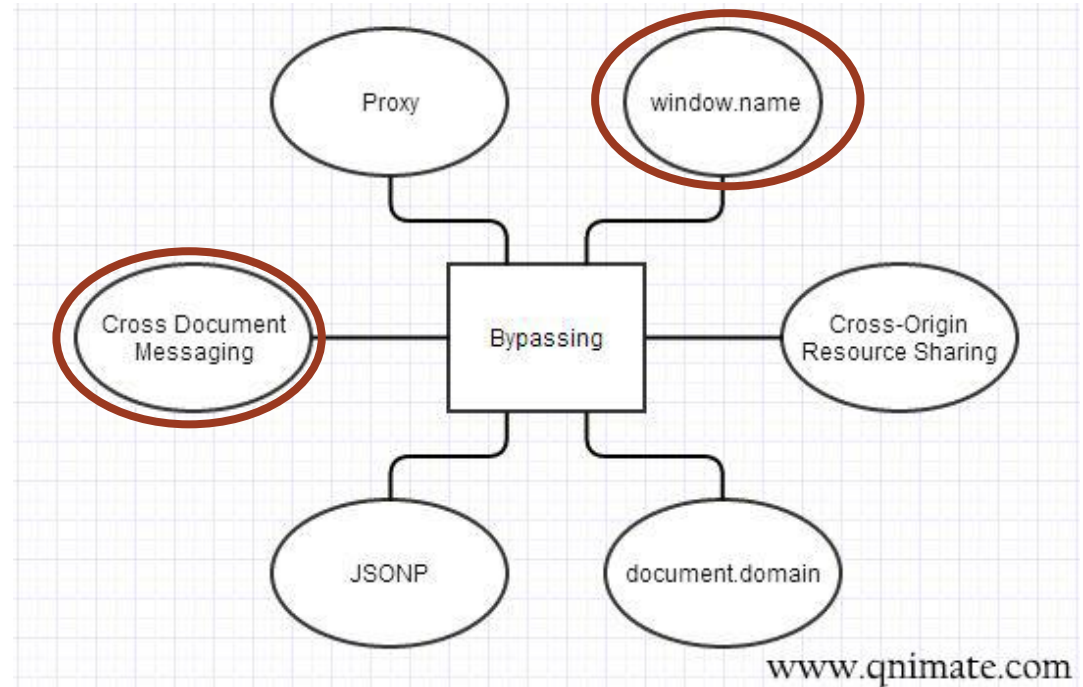 Proxy
window.name
Cross Document
Messaging
Bypassing
Cross-Origin
Resource Sharing
JSONP
document.domain
www.qnimate.com